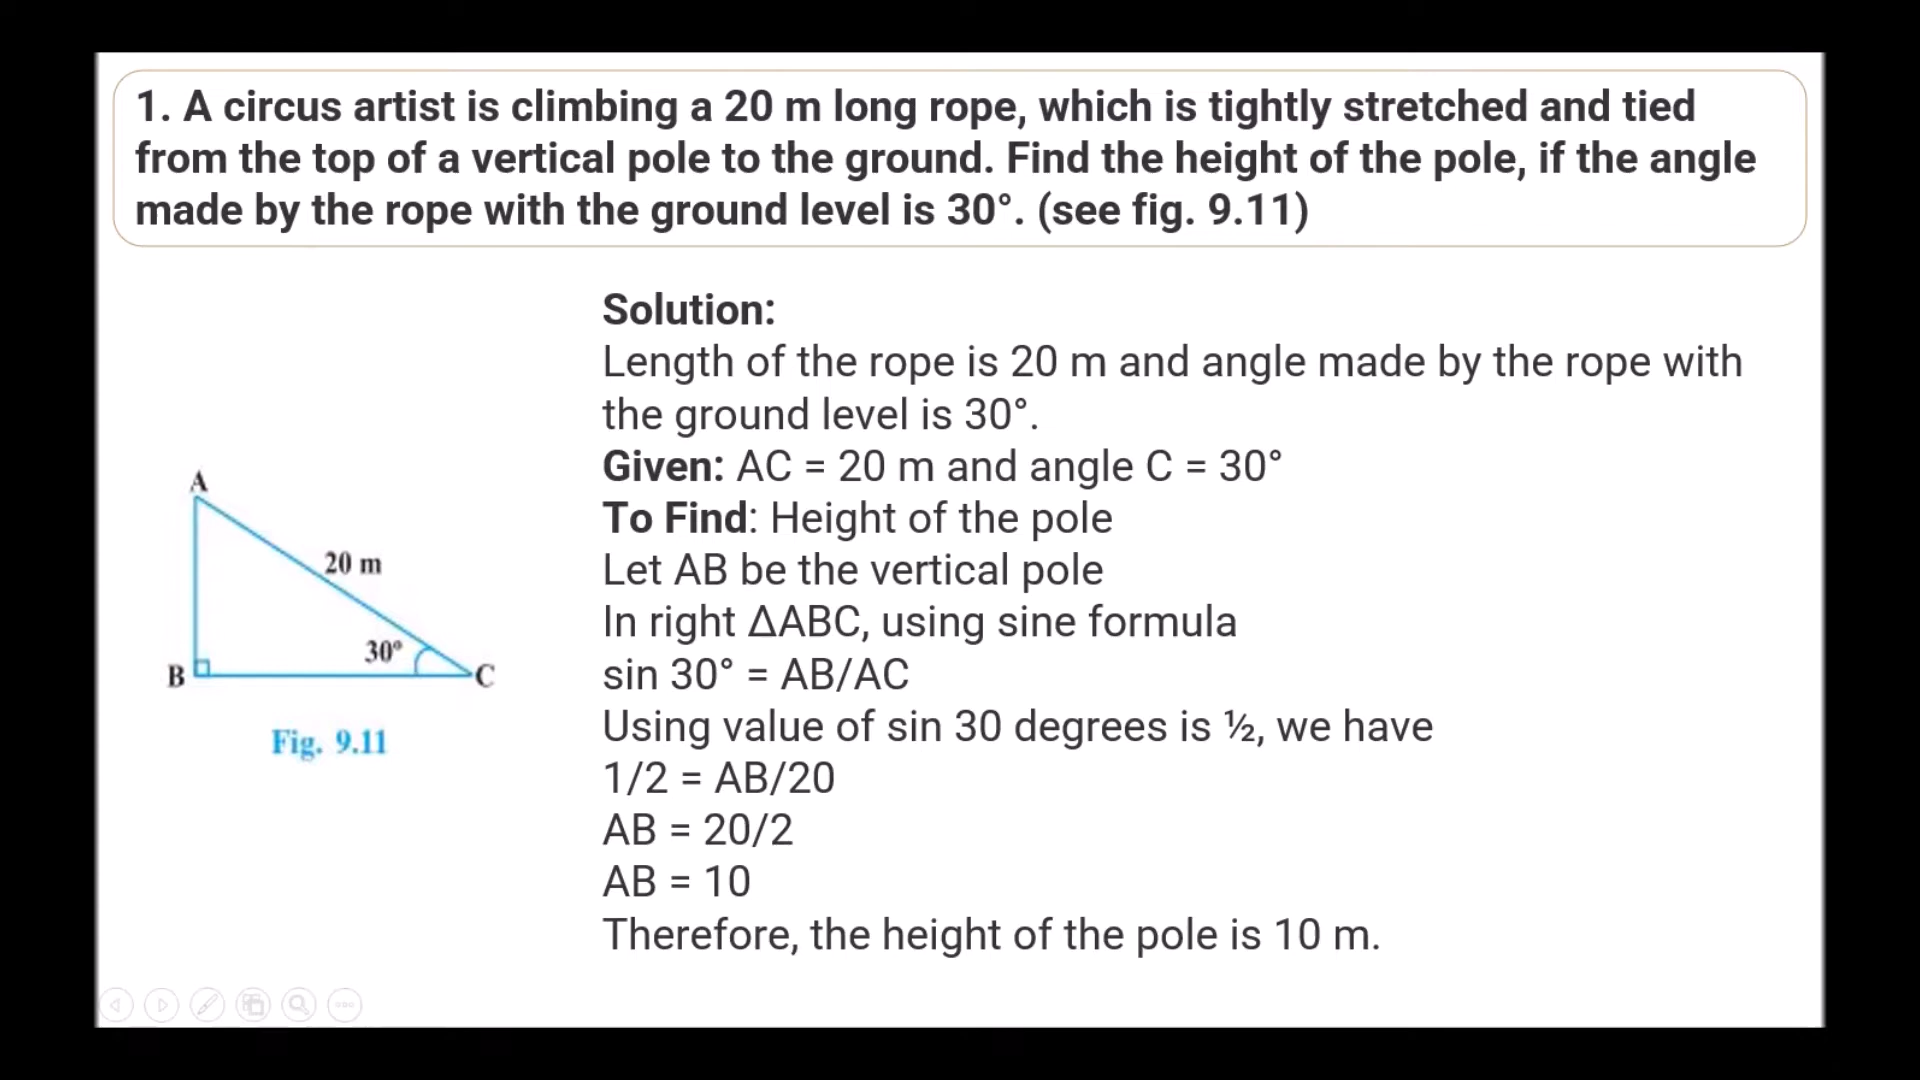 1. A circus artist is climbing a 20 m long rope, which is tightly stretched and tied
from the top of a vertical pole to the ground. Find the height of the pole, if the angle
made by the rope with the ground level is 30°. (see fig. 9.11)
Solution:
Length of the rope is 20 m and angle made by the rope with
the ground level is 30°.
Given: AC = 20 m and angle C = 30°
To Find: Height of the pole
Let AB be the vertical pole
In right ΔABC, using sine formula
sin 30° = AB/AC
Using value of sin 30 degrees is ½, we have
1/2 = AB/20
AB = 20/2
AB = 10
Therefore, the height of the pole is 10 m.
A
20 m
30°
B
C
Fig. 9.11